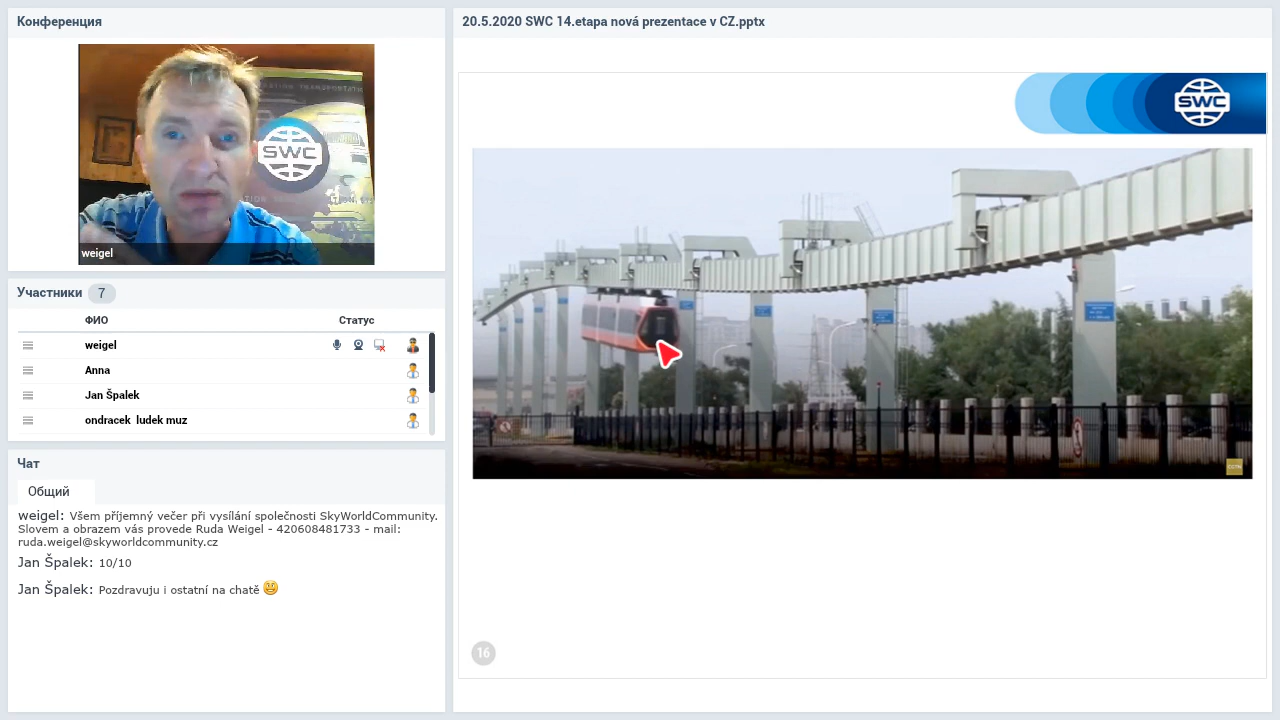 Конференция
SWC
weigel
Участники 7
ФИО Статус
weigel
Anna
Jan Špalek
ondracek ludek muz
Чат
Общий
weigel: Všem příjemný večer při vysílání společnosti SkyWorldCommunity.
Slovem a obrazem vás provede Ruda Weigel - 420608481733 - mail:
ruda.weigel@skyworldcommunity.cz
Jan Špalek: 10/10
Jan Špalek: Pozdravuju i ostatní na chatě
20.5.2020 SWC 14.etapa nová prezentace v CZ.pptx
SWC
CGTN
16